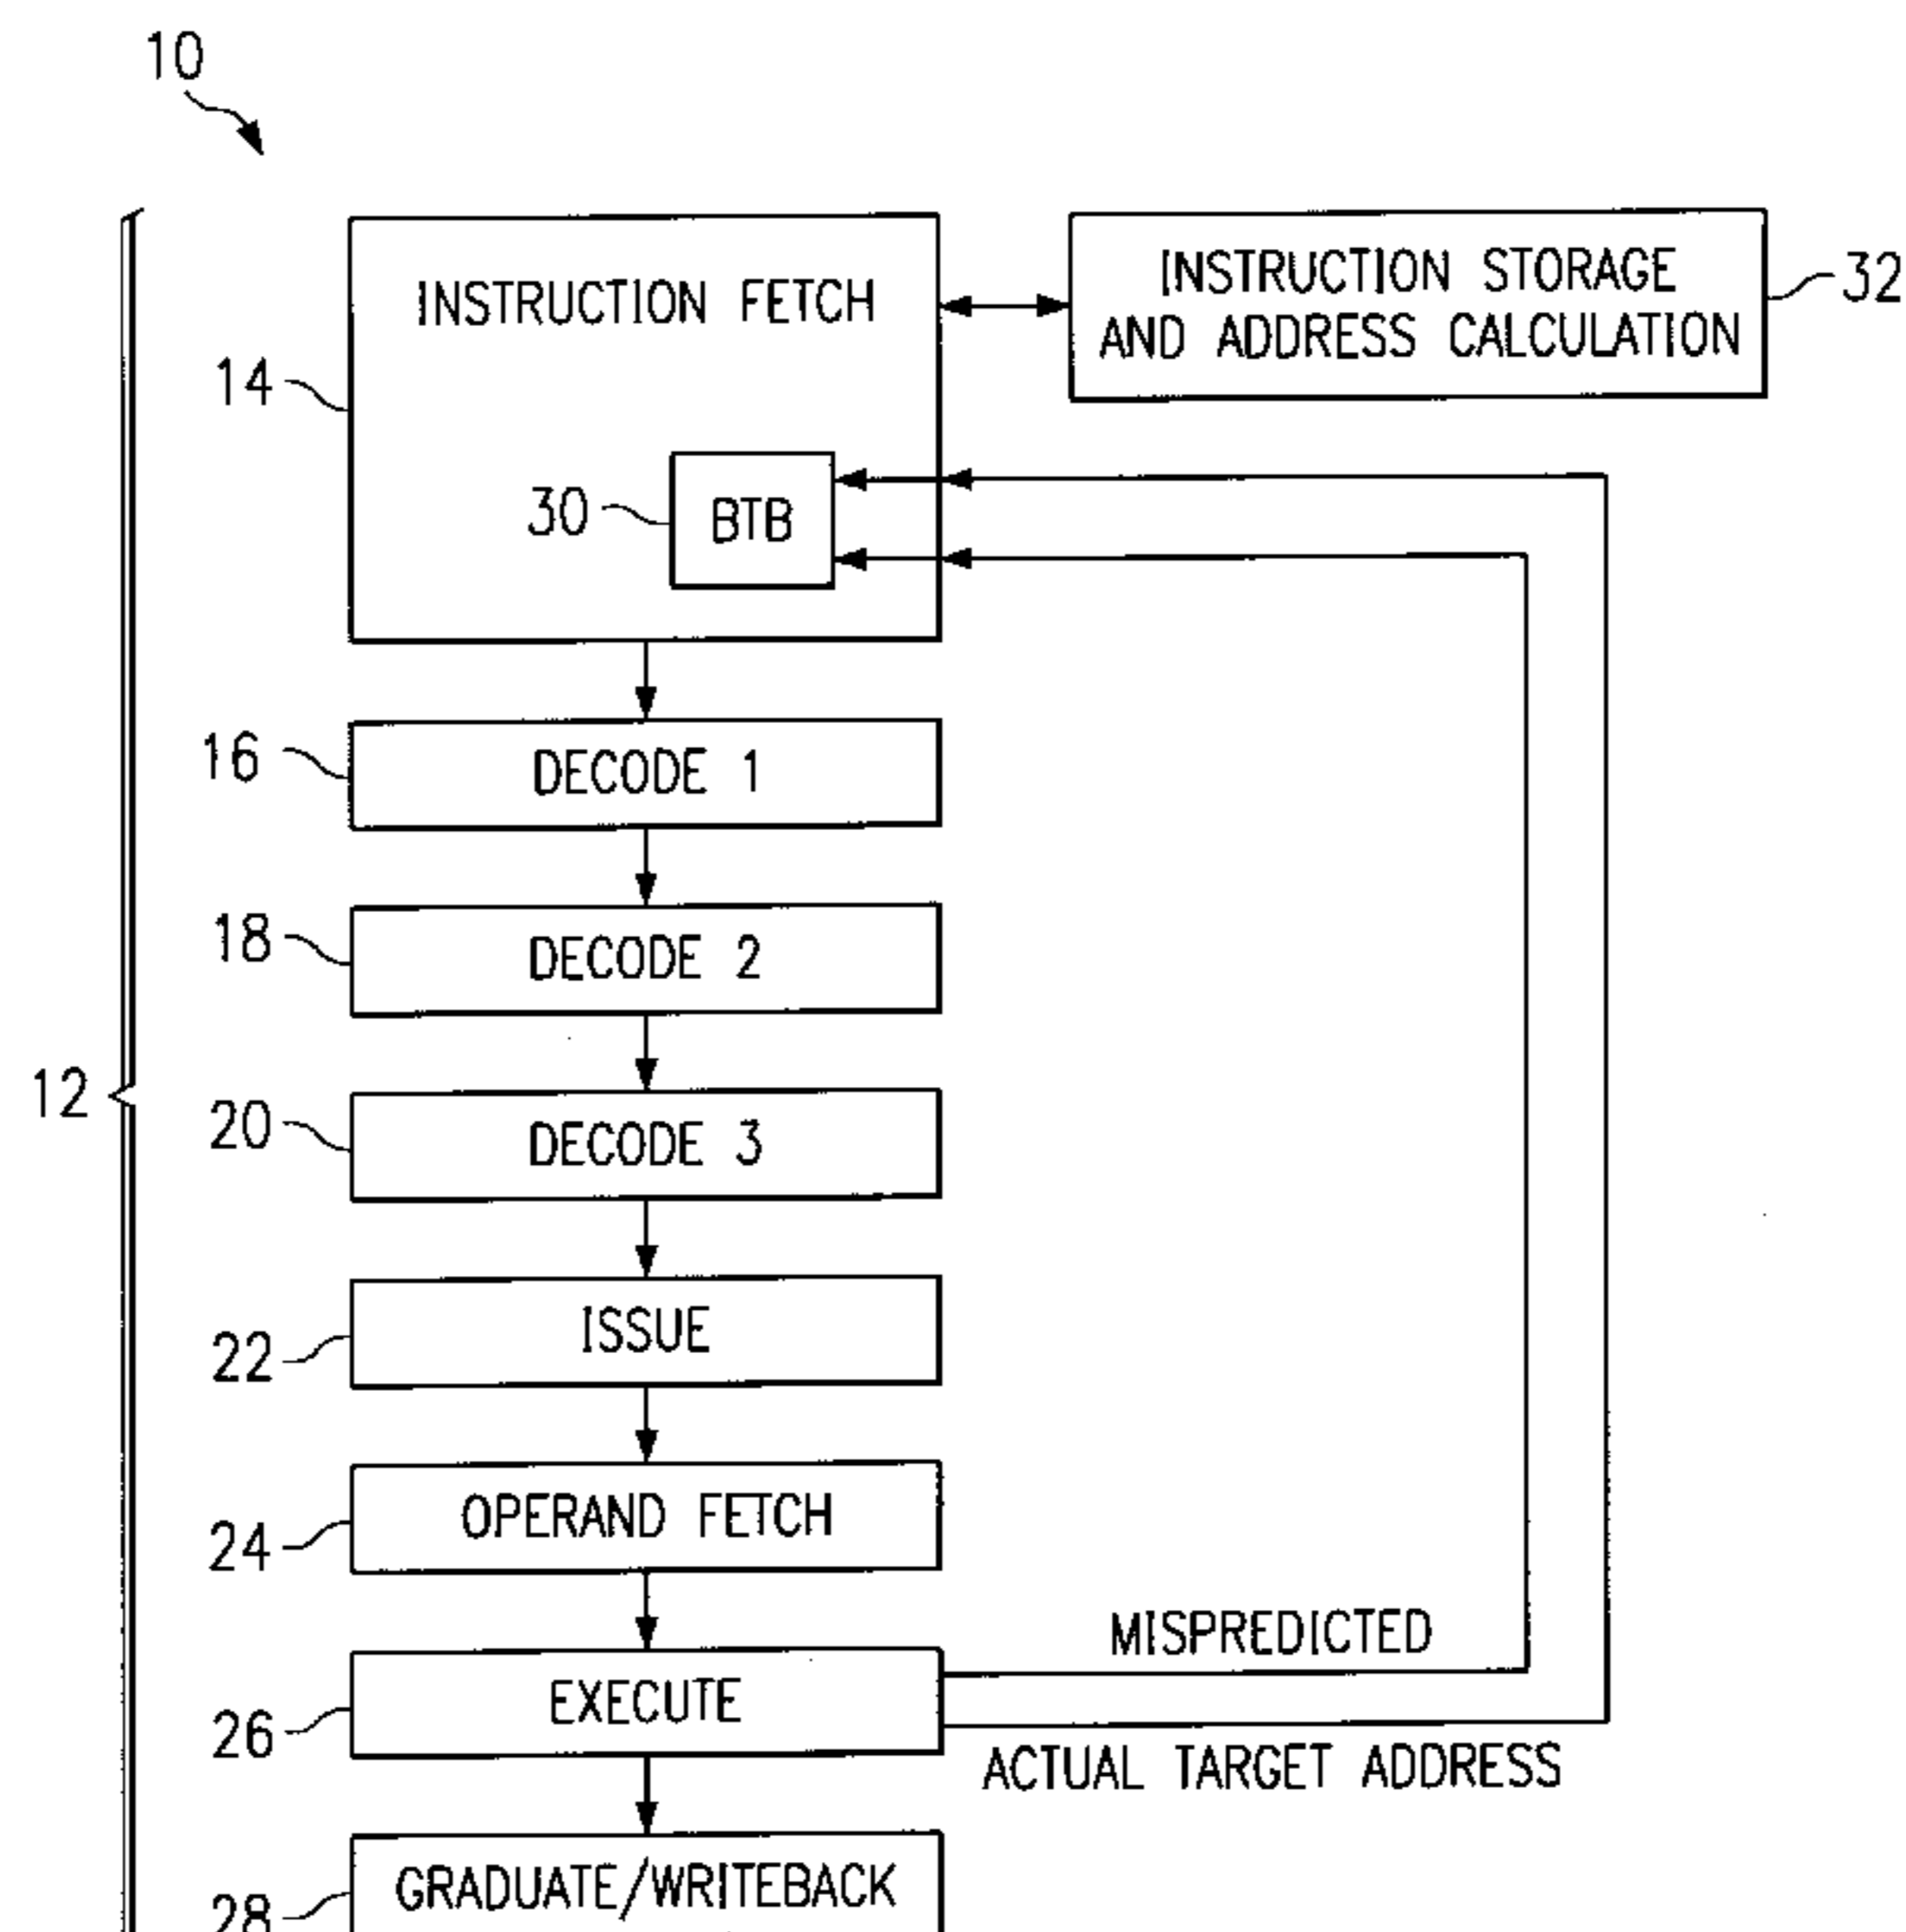 10
INSTRUCTION FETCH
INSTRUCTION STORAGE
AND ADDRESS CALCULATION
32
14
30
BTB
16
DECODE 1
18
DECODE 2
12
20
DECODE 3
22
ISSUE
24
OPERAND FETCH
MISPREDICTED
26
EXECUTE
ACTUAL TARGET ADDRESS
28
GRADUATE/WRITEBACK